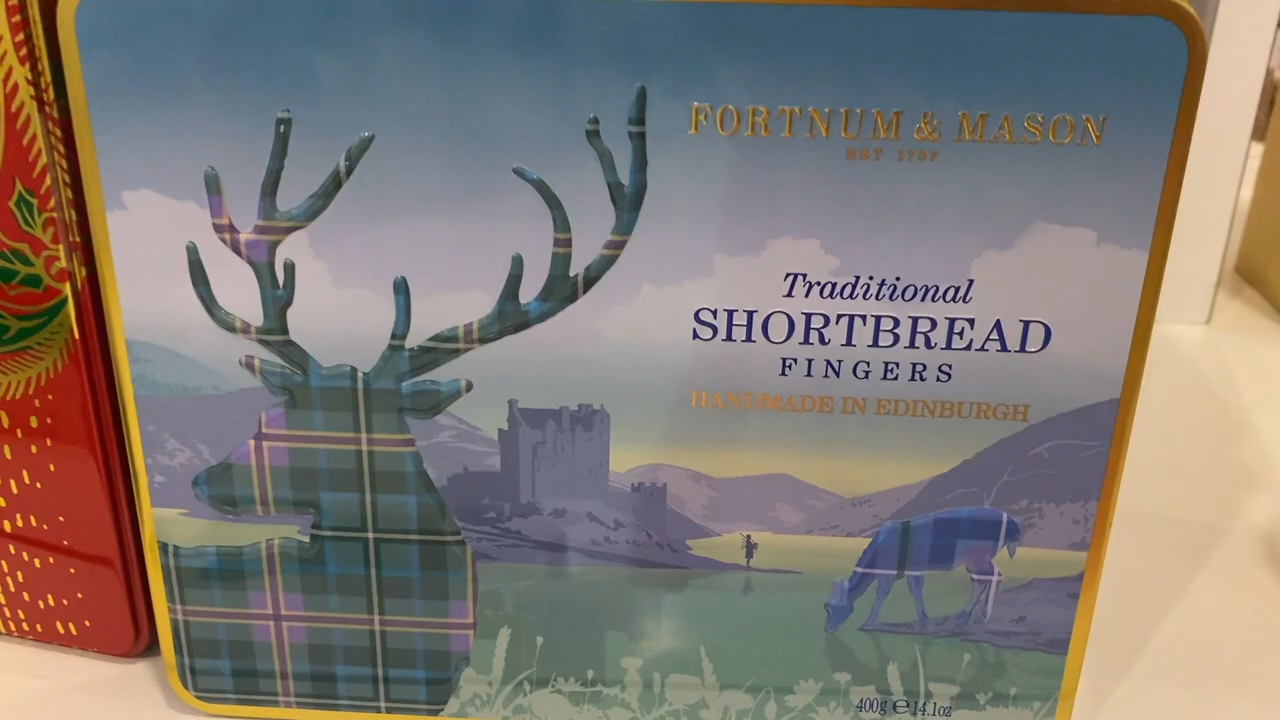 FORTNUM & MASON
EST 1707
Traditional
SHORTBREAD
FINGERS
HANDMADE IN EDINBURGH
400g ℮ 14.1oz